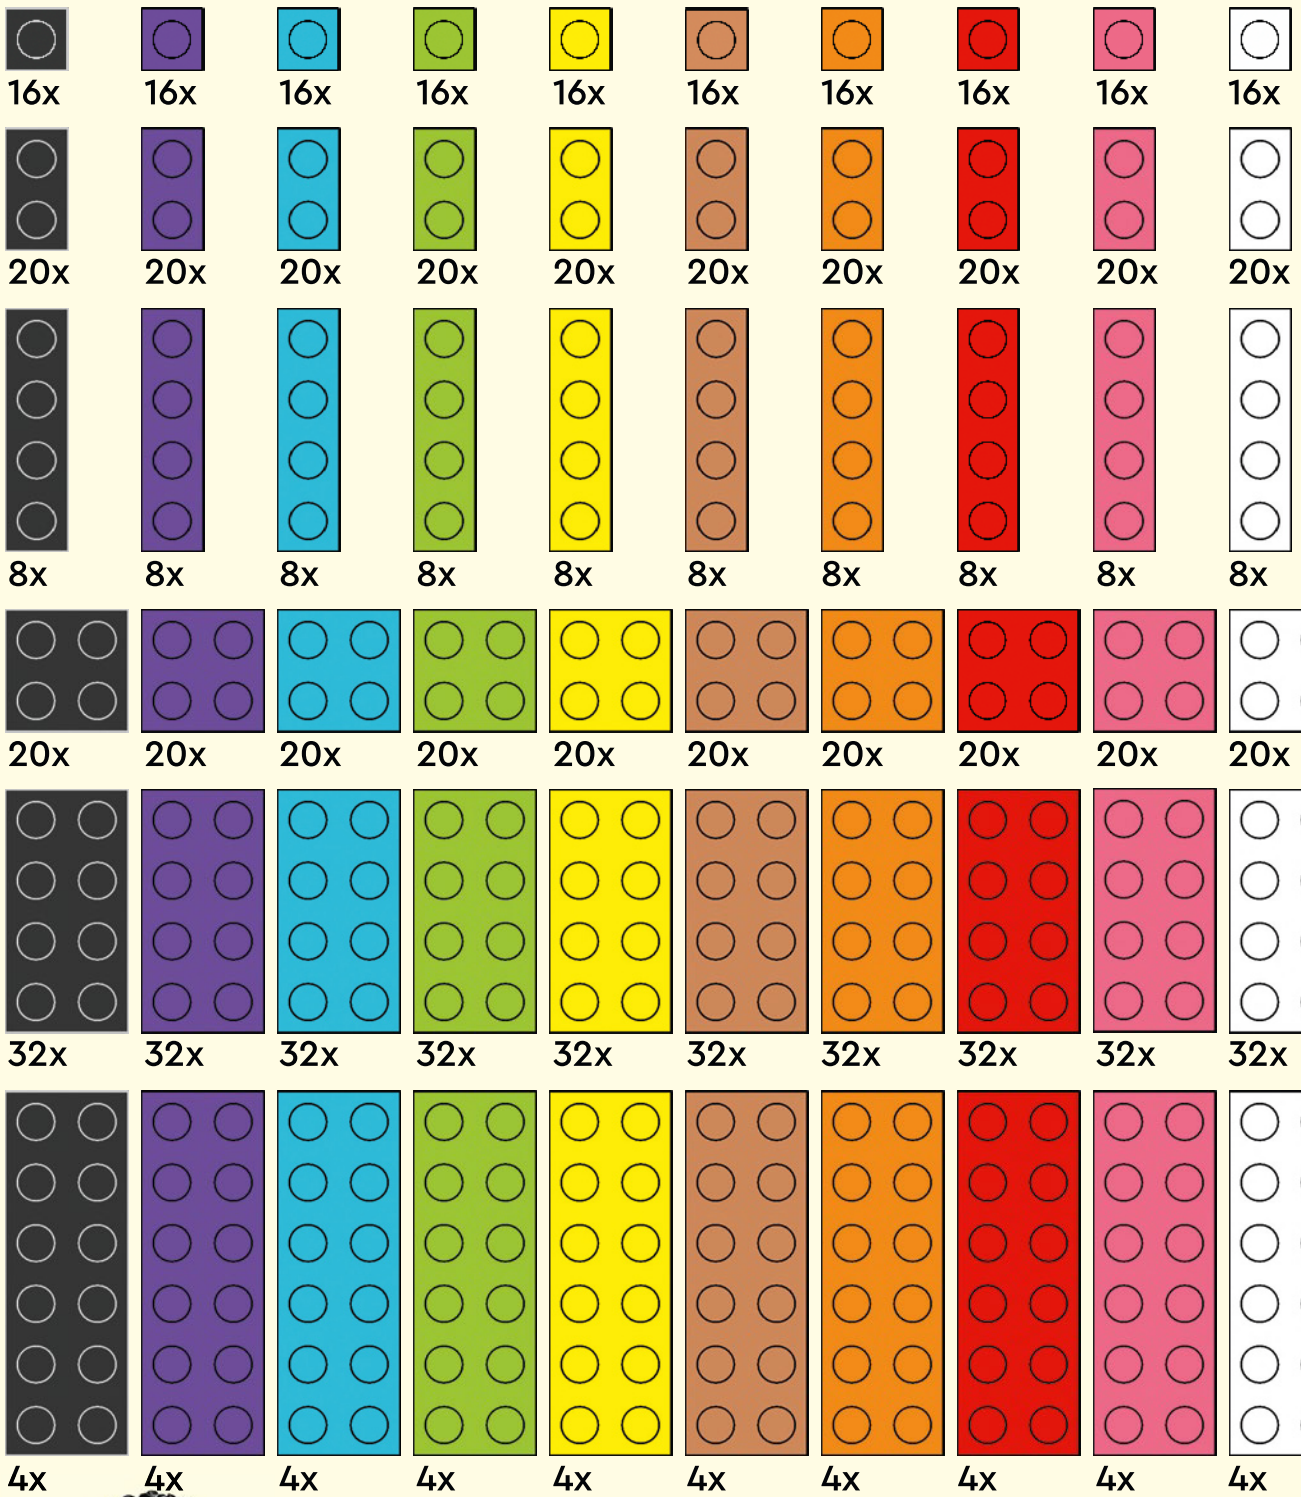 16x 16x 16x 16x 16x 16x 16x 16x 16x 16x
20x 20x 20x 20x 20x 20x 20x 20x 20x 20x
8x 8x 8x 8x 8x 8x 8x 8x 8x 8x
20x 20x 20x 20x 20x 20x 20x 20x 20x 20x
32x 32x 32x 32x 32x 32x 32x 32x 32x 32x
4x 4x 4x 4x 4x 4x 4x 4x 4x 4x